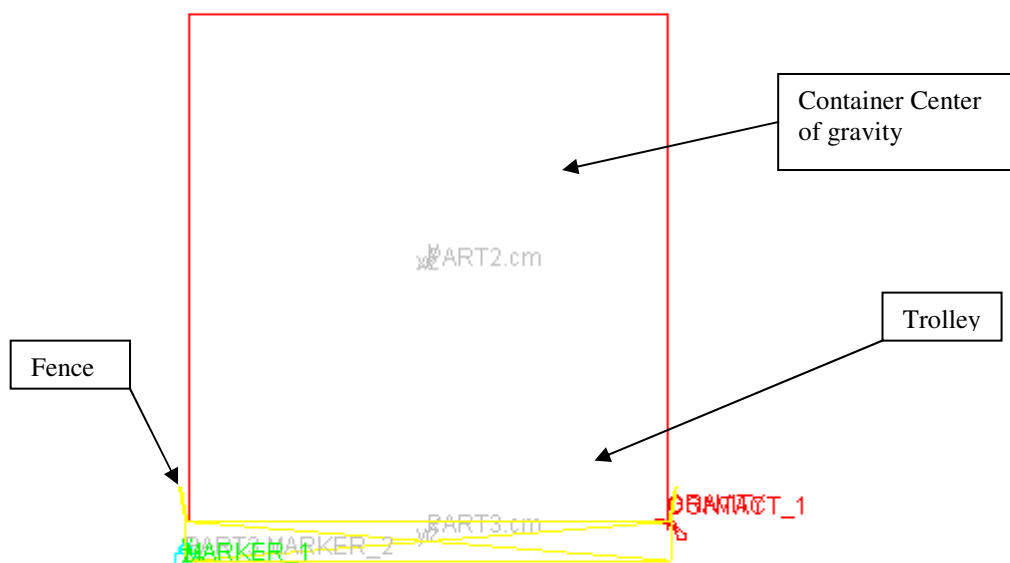 Container Center
of gravity
PART2.cm
Trolley
Fence
PART3.cm
MARKER_2
MARKER_1